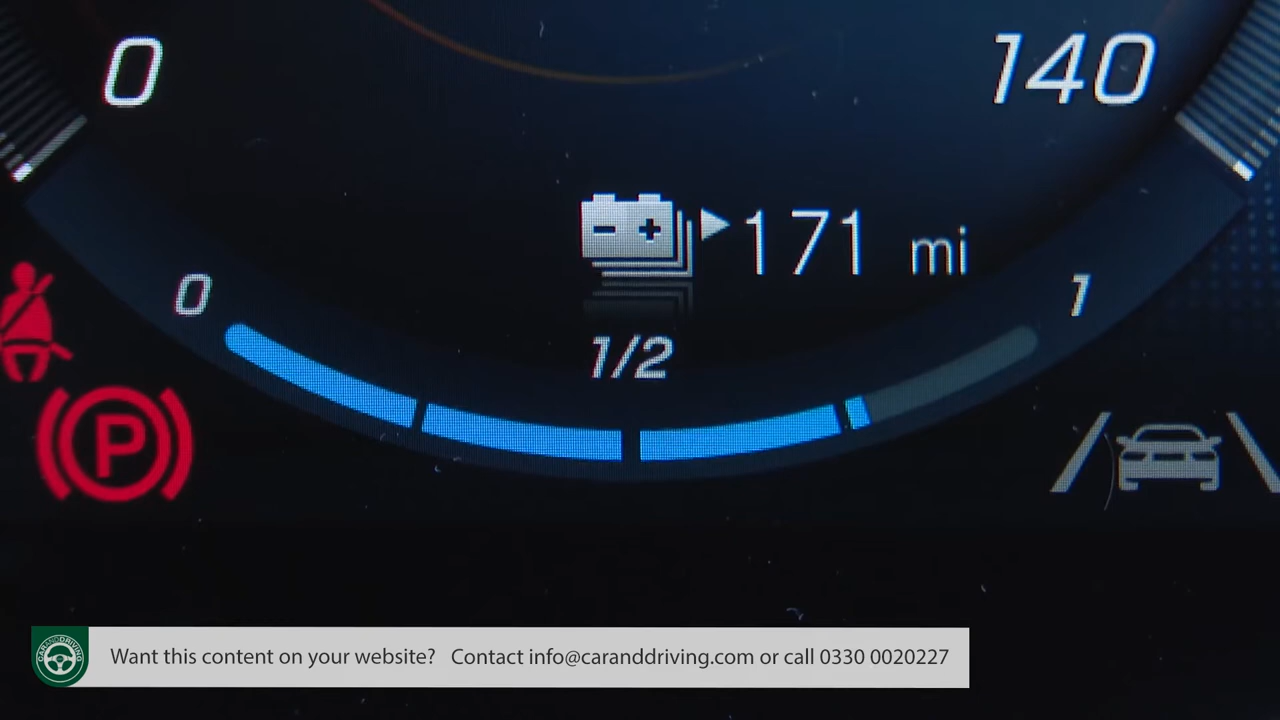 0
140
171 mi
0
1
1/2
P
CARANDDRIVING
Want this content on your website? Contact info@caranddriving.com or call 0330 0020227